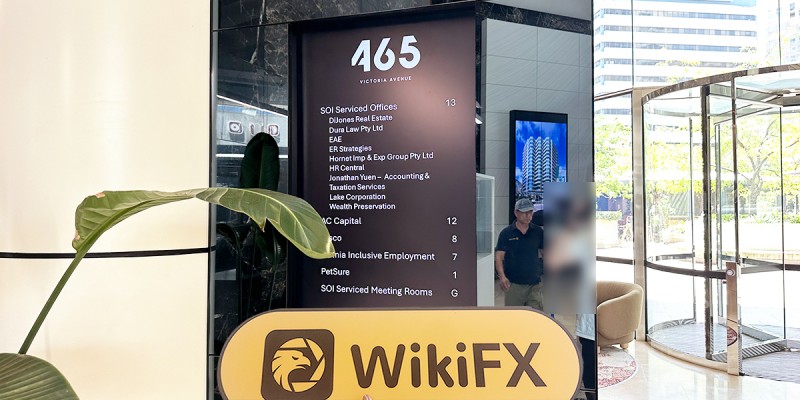 465
VICTORIA AVENUE
SOI Serviced Offices 13
DiJones Real Estate
Dura Law Pty Ltd
EAE
ER Strategies
Hornet Imp & Exp Group Pty Ltd
HR Central
Jonathan Yuen – Accounting &
Taxation Services
Lake Corporation
Wealth Preservation
AC Capital 12
8
Inclusive Employment 7
PetSure 1
SOI Serviced Meeting Rooms G
WikiFX